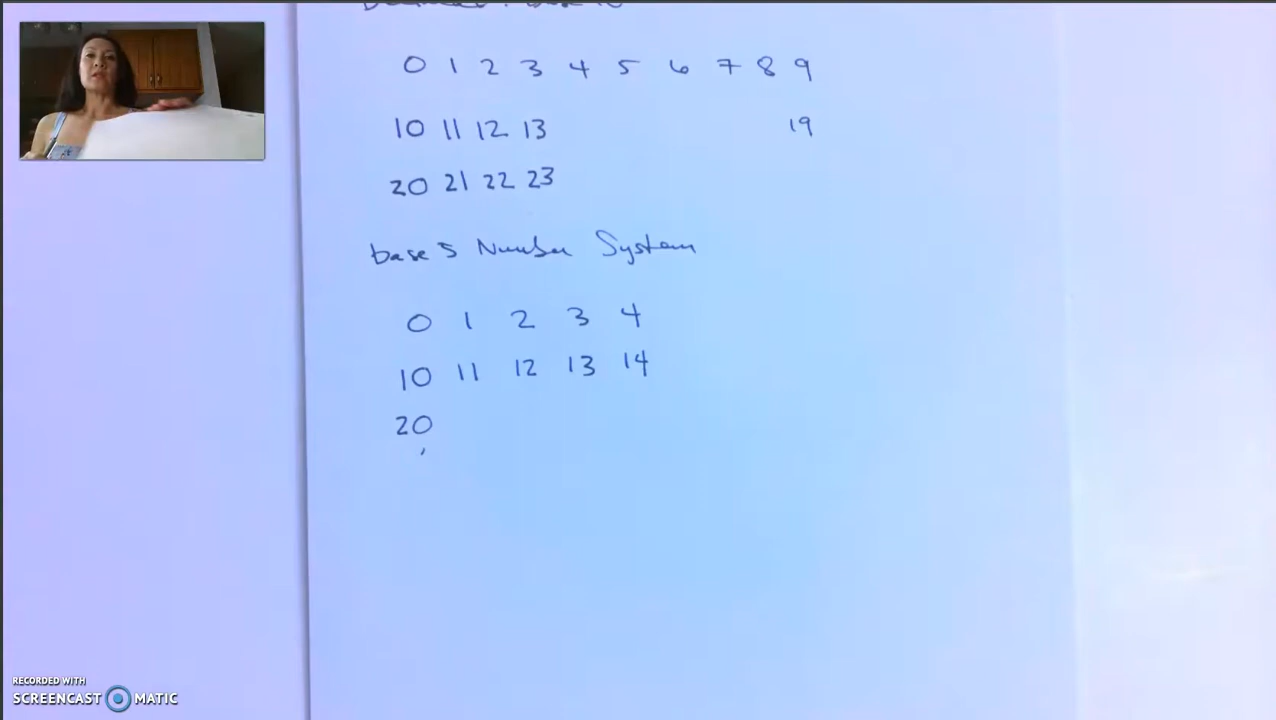 0 1 2 3 4 5 6 7 8 9
10 11 12 13 19
20 21 22 23
base 5 Number System
0 1 2 3 4
10 11 12 13 14
20
RECORDED WITH
SCREENCAST MATIC